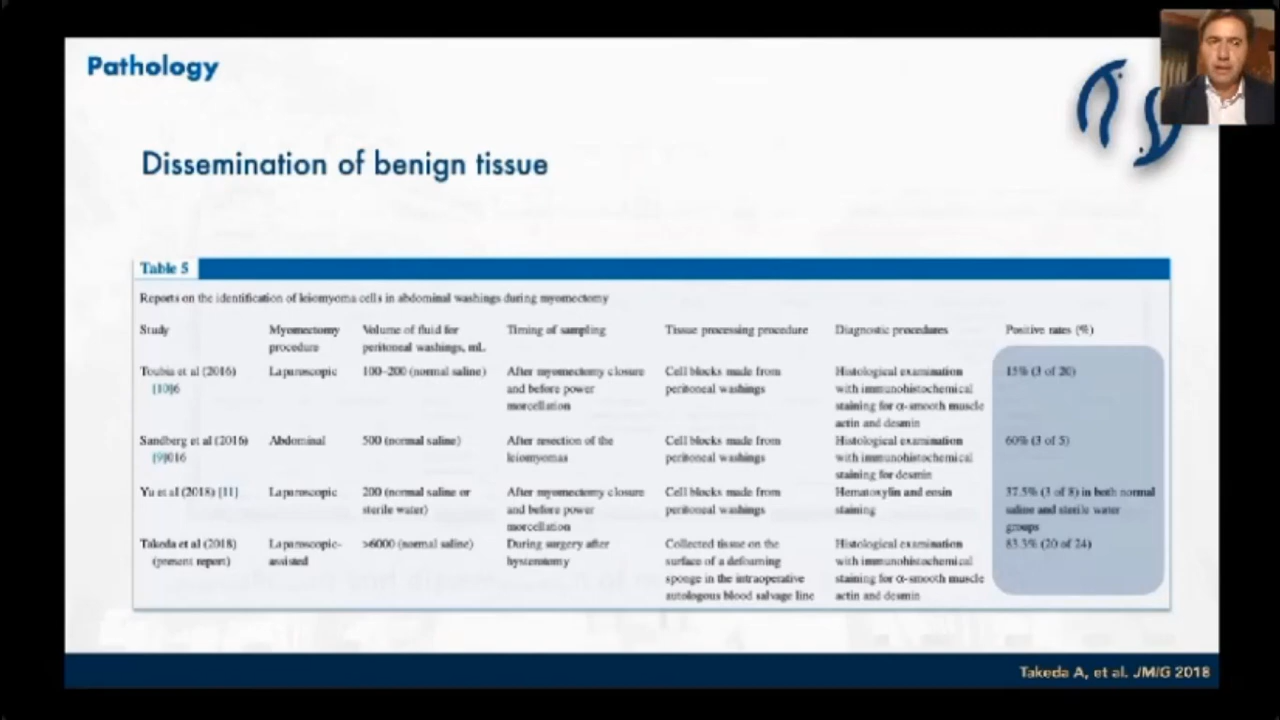 Pathology
Dissemination of benign tissue
Table 5
Reports on the identification of leiomyoma cells in abdominal washings during myomectomy
Study Myomectomy procedure Volume of fluid for peritoneal washings, mL Timing of sampling Tissue processing procedure Diagnostic procedures Positive rates (%)
Toubia et al (2016) [10]6 Laparoscopic 100–200 (normal saline) After myomectomy closure and before power morcellation Cell blocks made from peritoneal washings Histological examination with immunohistochemical staining for α-smooth muscle actin and desmin 15% (3 of 20)
Sandberg et al (2016) [9]016 Abdominal 500 (normal saline) After resection of the leiomyomas Cell blocks made from peritoneal washings Histological examination with immunohistochemical staining for desmin 60% (3 of 5)
Yu et al (2018) [11] Laparoscopic 200 (normal saline or sterile water) After myomectomy closure and before power morcellation Cell blocks made from peritoneal washings Hematoxylin and eosin staining 37.5% (3 of 8) in both normal saline and sterile water groups
Takeda et al (2018) (present report) Laparoscopic-assisted >6000 (normal saline) During surgery after hysterotomy Collected tissue on the surface of a defoaming sponge in the intraoperative autologous blood salvage line Histological examination with immunohistochemical staining for α-smooth muscle actin and desmin 83.3% (20 of 24)
Takeda A, et al. JMIG 2018